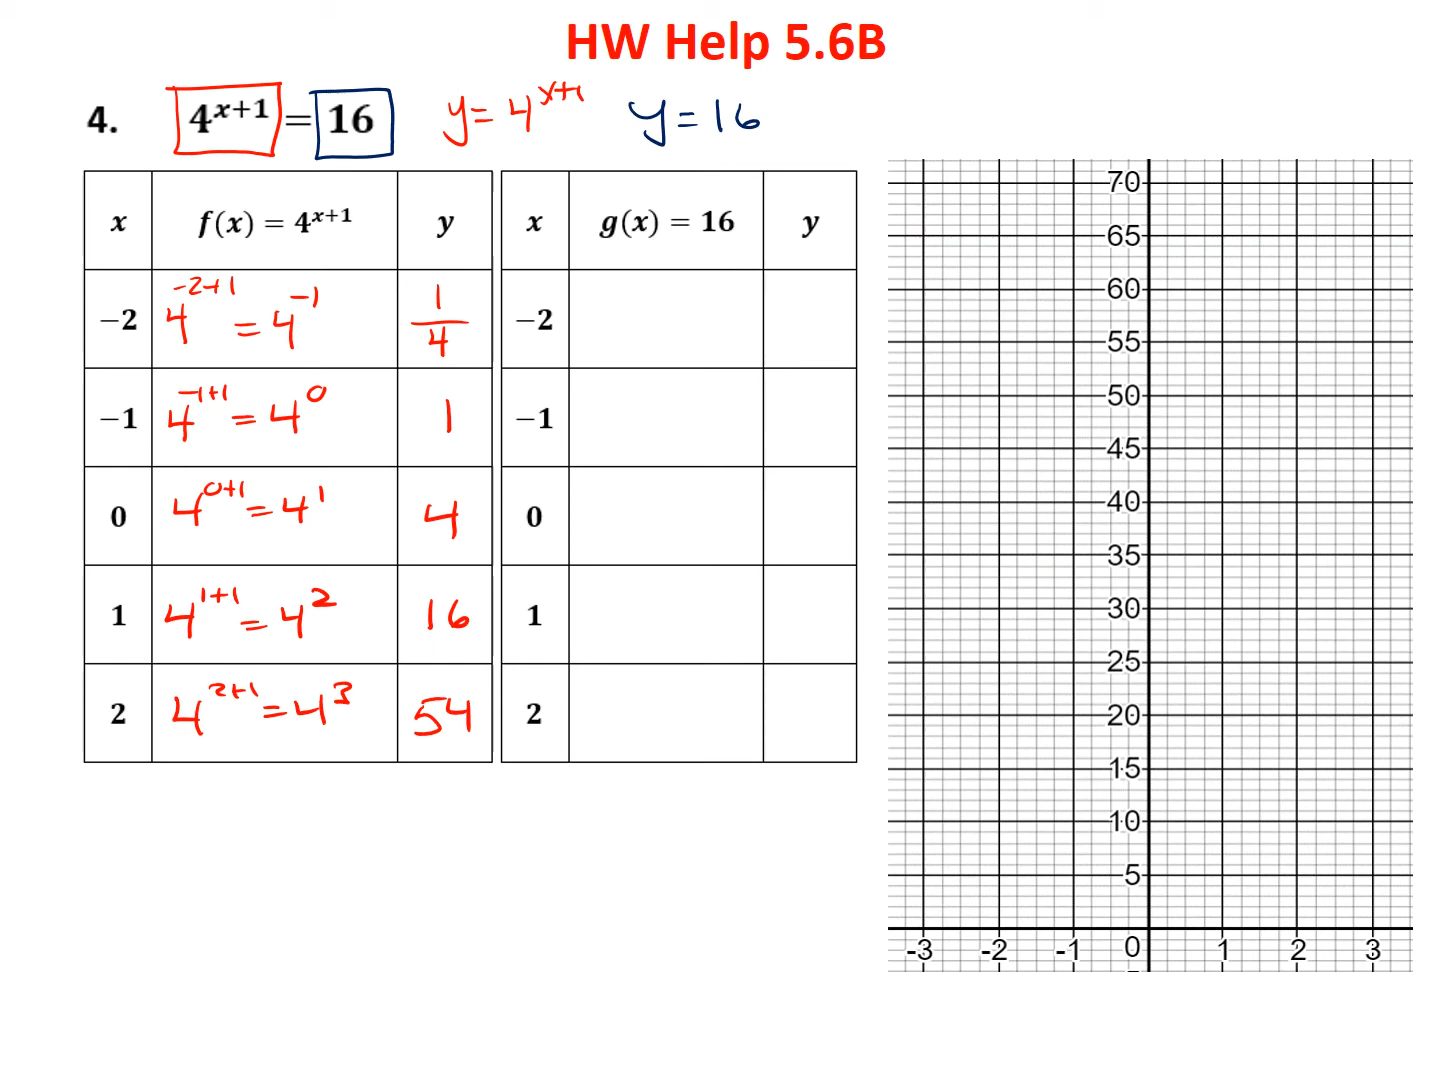 HW Help 5.6B
4. 4^{x+1} = 16 y = 4^{x+1} y = 16
x f(x) = 4^{x+1} y x g(x) = 16 y
−2 4^{-2+1} = 4^{-1} 1/4 −2
−1 4^{-1+1} = 4^0 1 −1
0 4^{0+1} = 4^1 4 0
1 4^{1+1} = 4^2 16 1
2 4^{2+1} = 4^3 54 2
70
65
60
55
50
45
40
35
30
25
20
15
10
5
-3 -2 -1 0 1 2 3